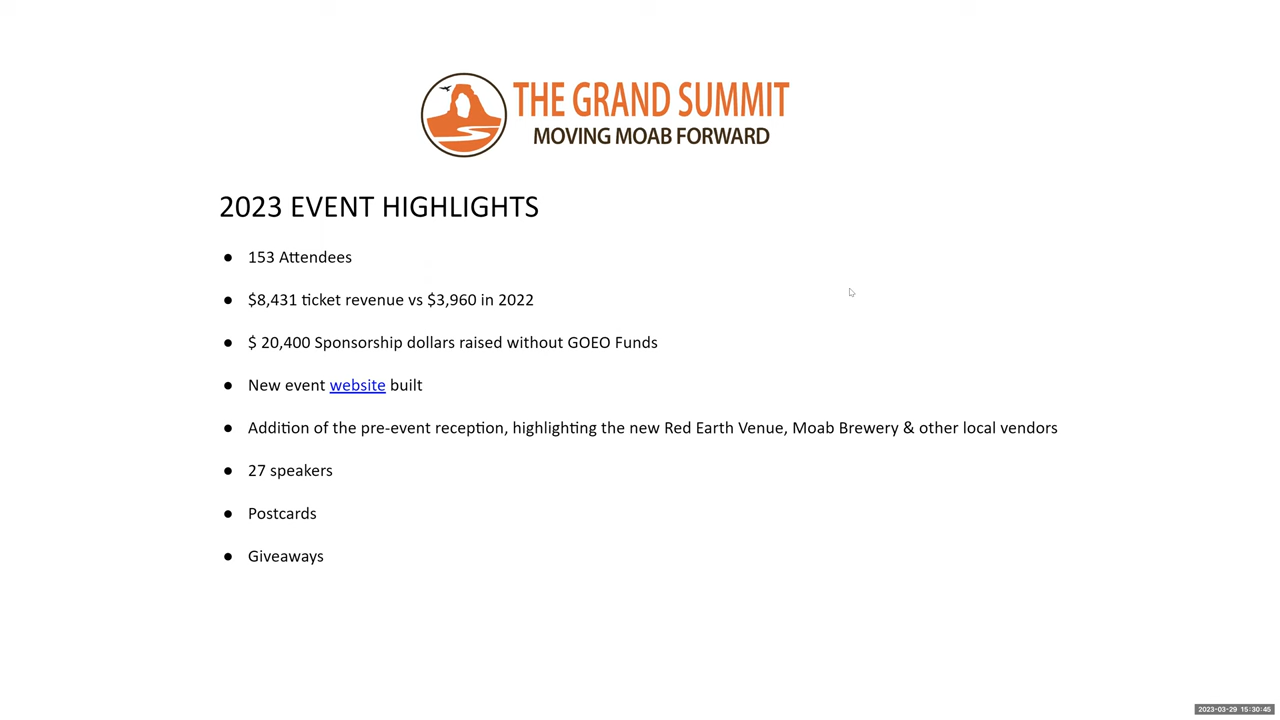 THE GRAND SUMMIT
MOVING MOAB FORWARD
2023 EVENT HIGHLIGHTS
● 153 Attendees
● $8,431 ticket revenue vs $3,960 in 2022
● $ 20,400 Sponsorship dollars raised without GOEO Funds
● New event website built
● Addition of the pre-event reception, highlighting the new Red Earth Venue, Moab Brewery & other local vendors
● 27 speakers
● Postcards
● Giveaways
2023-03-29 15:30:45